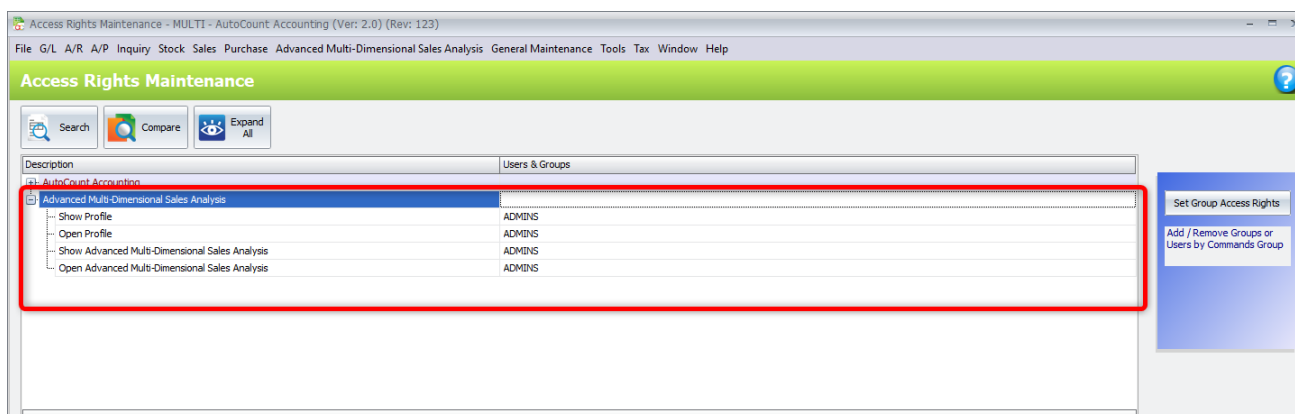 Access Rights Maintenance - MULTI - AutoCount Accounting (Ver: 2.0) (Rev: 123)
File G/L A/R A/P Inquiry Stock Sales Purchase Advanced Multi-Dimensional Sales Analysis General Maintenance Tools Tax Window Help
Access Rights Maintenance
?
Search Compare Expand
All
Description Users & Groups
AutoCount Accounting
Advanced Multi-Dimensional Sales Analysis
Show Profile ADMINS
Open Profile ADMINS
Show Advanced Multi-Dimensional Sales Analysis ADMINS
Open Advanced Multi-Dimensional Sales Analysis ADMINS
Set Group Access Rights
Add / Remove Groups or
Users by Commands Group